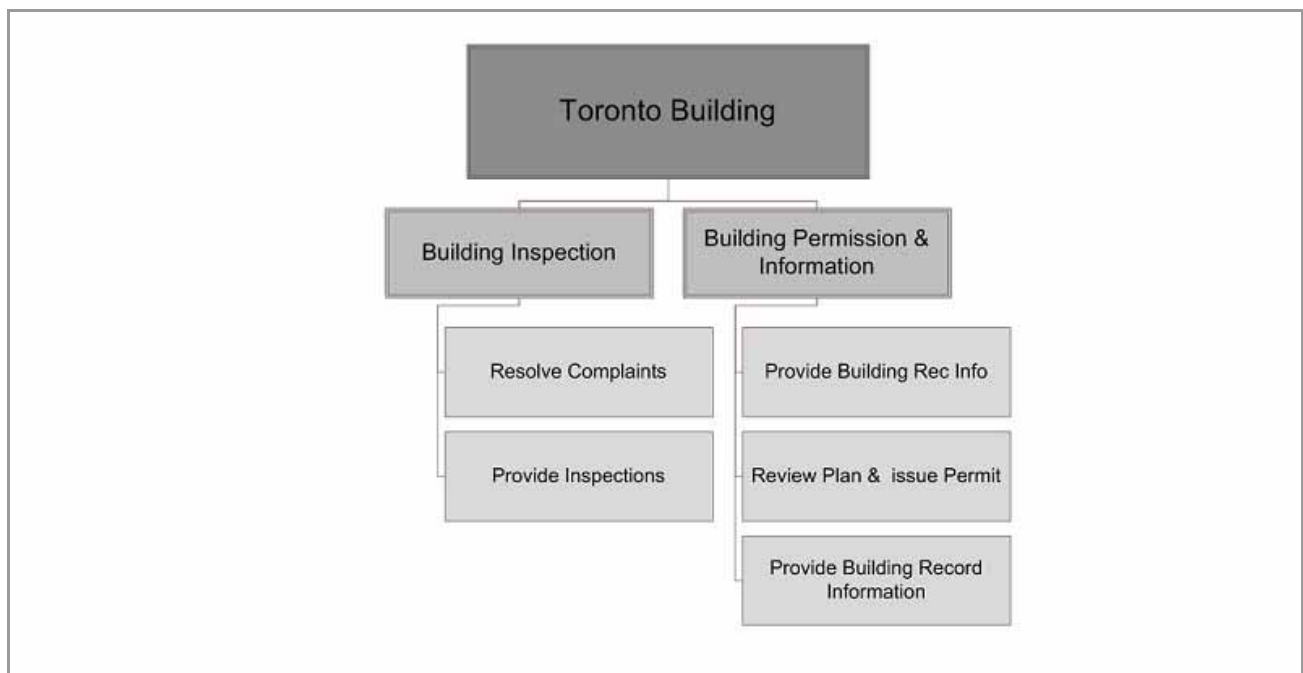 Toronto Building
Building Inspection
Building Permission &
Information
Resolve Complaints
Provide Building Rec Info
Provide Inspections
Review Plan & issue Permit
Provide Building Record
Information